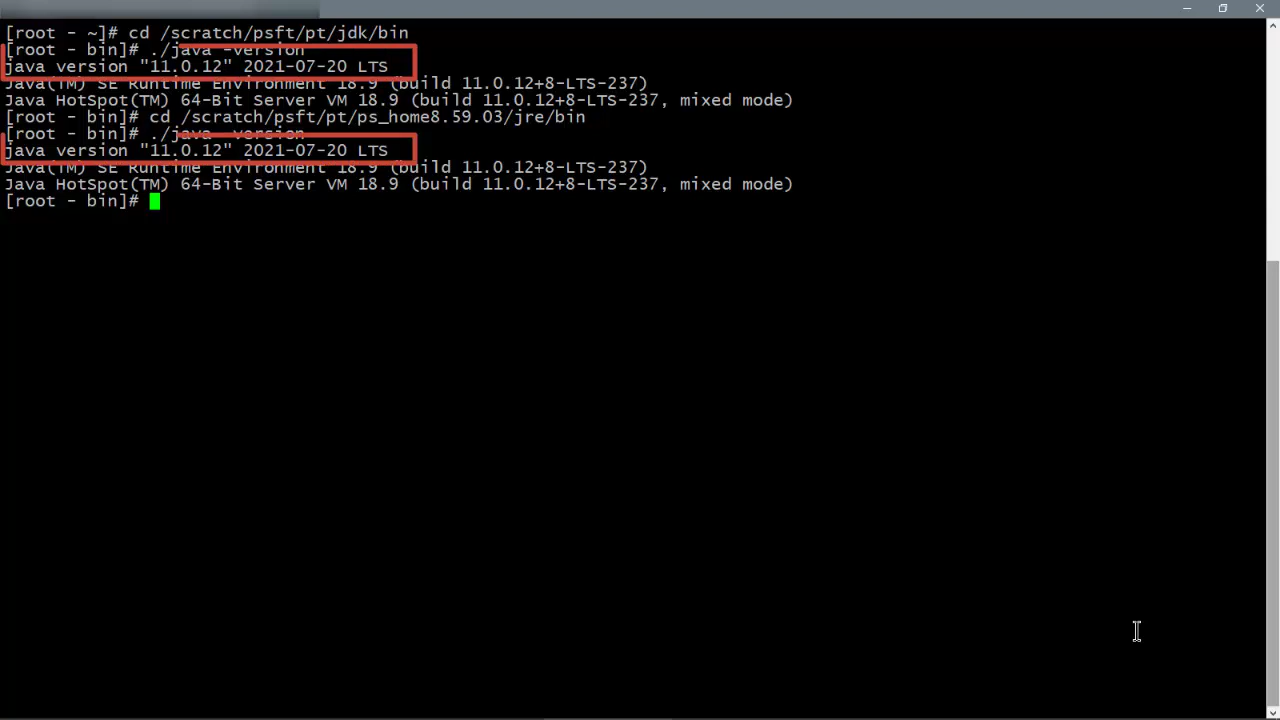 [root - ~]# cd /scratch/psft/pt/jdk/bin
[root - bin]# ./java -version
java version "11.0.12" 2021-07-20 LTS
Java(TM) SE Runtime Environment 18.9 (build 11.0.12+8-LTS-237)
Java HotSpot(TM) 64-Bit Server VM 18.9 (build 11.0.12+8-LTS-237, mixed mode)
[root - bin]# cd /scratch/psft/pt/ps_home8.59.03/jre/bin
[root - bin]# ./java -version
java version "11.0.12" 2021-07-20 LTS
Java(TM) SE Runtime Environment 18.9 (build 11.0.12+8-LTS-237)
Java HotSpot(TM) 64-Bit Server VM 18.9 (build 11.0.12+8-LTS-237, mixed mode)
[root - bin]#